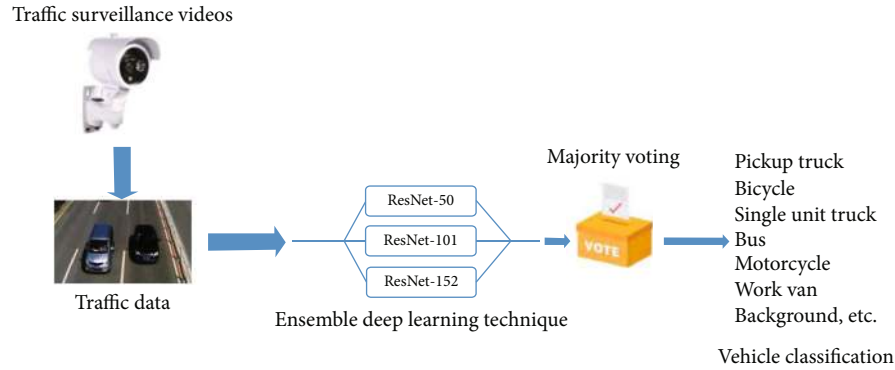 Traffic surveillance videos
Traffic data
ResNet-50
ResNet-101
ResNet-152
Ensemble deep learning technique
Majority voting
VOTE
Pickup truck
Bicycle
Single unit truck
Bus
Motorcycle
Work van
Background, etc.
Vehicle classification